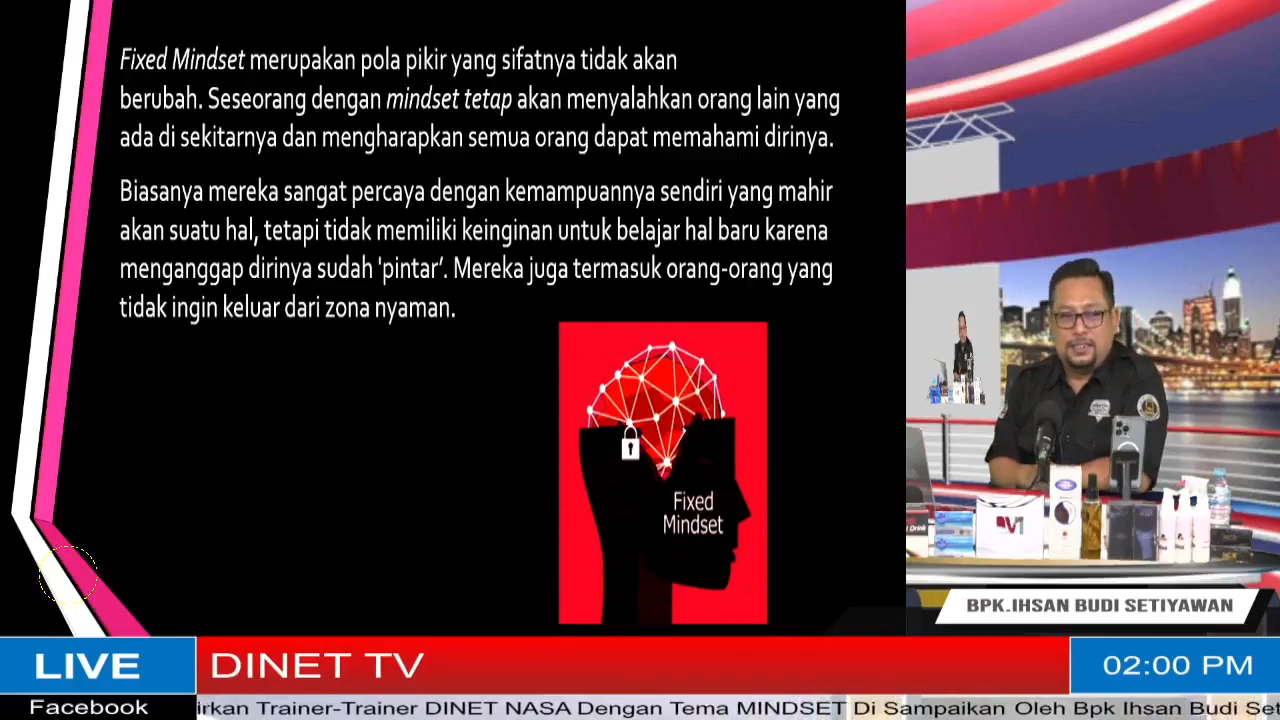 Fixed Mindset merupakan pola pikir yang sifatnya tidak akan
berubah. Seseorang dengan mindset tetap akan menyalahkan orang lain yang
ada di sekitarnya dan mengharapkan semua orang dapat memahami dirinya.
Biasanya mereka sangat percaya dengan kemampuannya sendiri yang mahir
akan suatu hal, tetapi tidak memiliki keinginan untuk belajar hal baru karena
menganggap dirinya sudah 'pintar’. Mereka juga termasuk orang-orang yang
tidak ingin keluar dari zona nyaman.
Fixed
Mindset
BPK.IHSAN BUDI SETIYAWAN
LIVE
DINET TV
02:00 PM
Facebook
irkan Trainer-Trainer DINET NASA Dengan Tema MINDSET Di Sampaikan Oleh Bpk Ihsan Budi Set